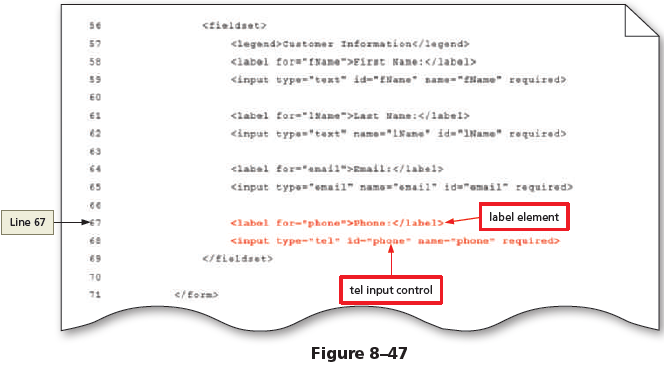 56 <fieldset>
57 <legend>Customer Information</legend>
58 <label for="fName">First Name:</label>
59 <input type="text" id="fName" name="fName" required>
60
61 <label for="lName">Last Name:</label>
62 <input type="text" name="lName" id="lName" required>
63
64 <label for="email">Email:</label>
65 <input type="email" name="email" id="email" required>
66
Line 67
67 <label for="phone">Phone:</label>
label element
68 <input type="tel" id="phone" name="phone" required>
69 </fieldset>
70
tel input control
71 </form>
Figure 8–47